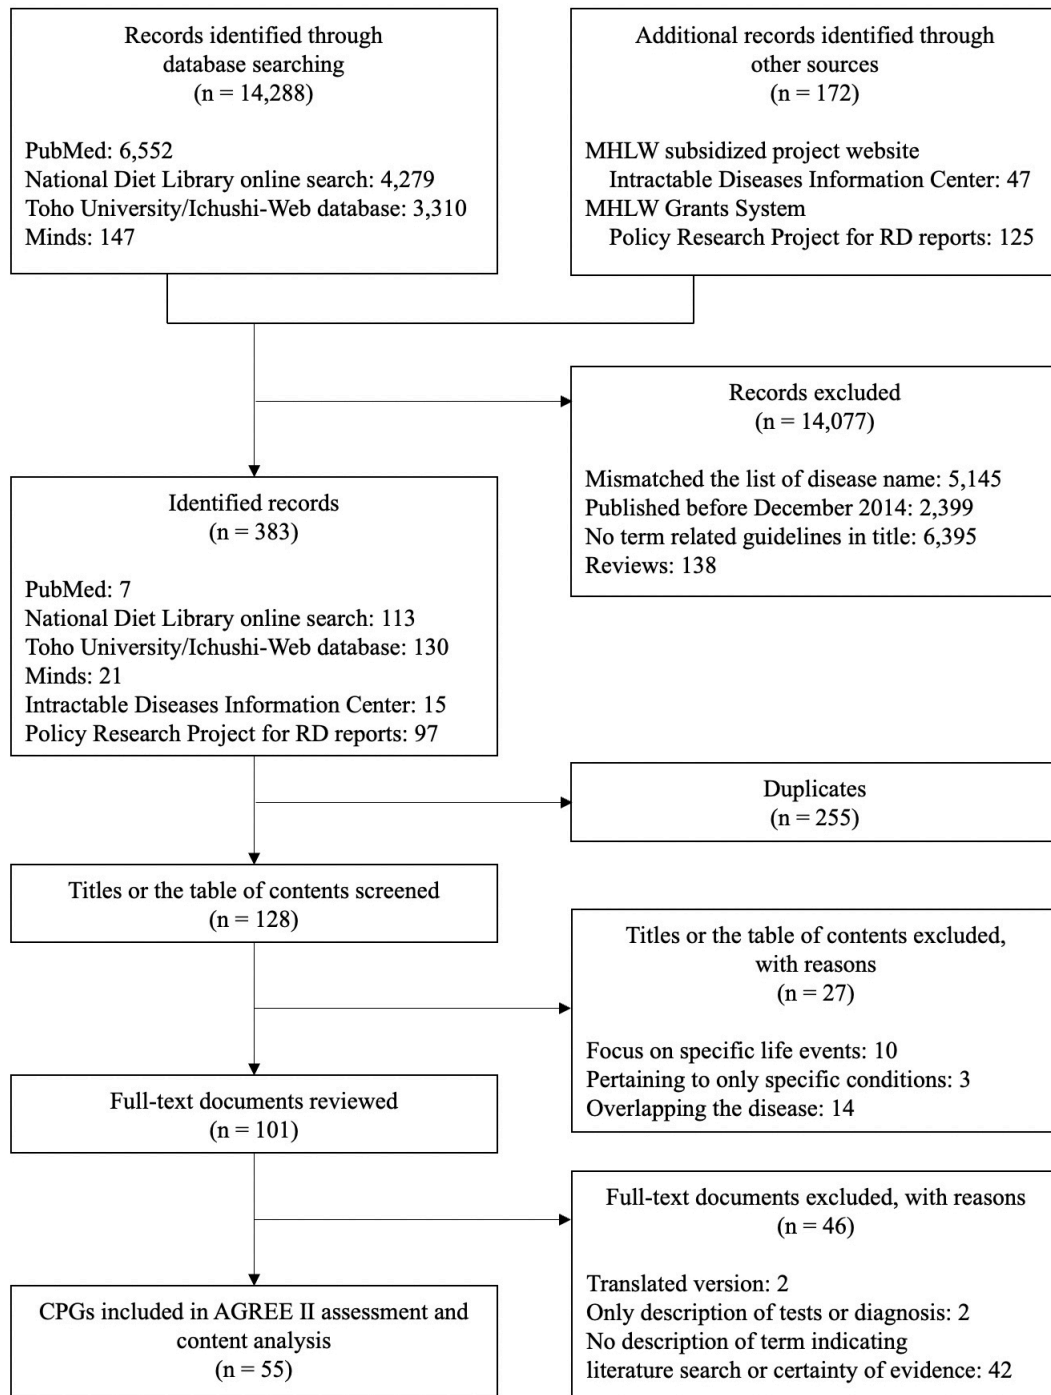 Records identified through
database searching
(n = 14,288)
PubMed: 6,552
National Diet Library online search: 4,279
Toho University/Ichushi-Web database: 3,310
Minds: 147
Additional records identified through
other sources
(n = 172)
MHLW subsidized project website
Intractable Diseases Information Center: 47
MHLW Grants System
Policy Research Project for RD reports: 125
Records excluded
(n = 14,077)
Mismatched the list of disease name: 5,145
Published before December 2014: 2,399
No term related guidelines in title: 6,395
Reviews: 138
Identified records
(n = 383)
PubMed: 7
National Diet Library online search: 113
Toho University/Ichushi-Web database: 130
Minds: 21
Intractable Diseases Information Center: 15
Policy Research Project for RD reports: 97
Duplicates
(n = 255)
Titles or the table of contents screened
(n = 128)
Titles or the table of contents excluded,
with reasons
(n = 27)
Focus on specific life events: 10
Pertaining to only specific conditions: 3
Overlapping the disease: 14
Full-text documents reviewed
(n = 101)
Full-text documents excluded, with reasons
(n = 46)
Translated version: 2
Only description of tests or diagnosis: 2
No description of term indicating
literature search or certainty of evidence: 42
CPGs included in AGREE II assessment and
content analysis
(n = 55)